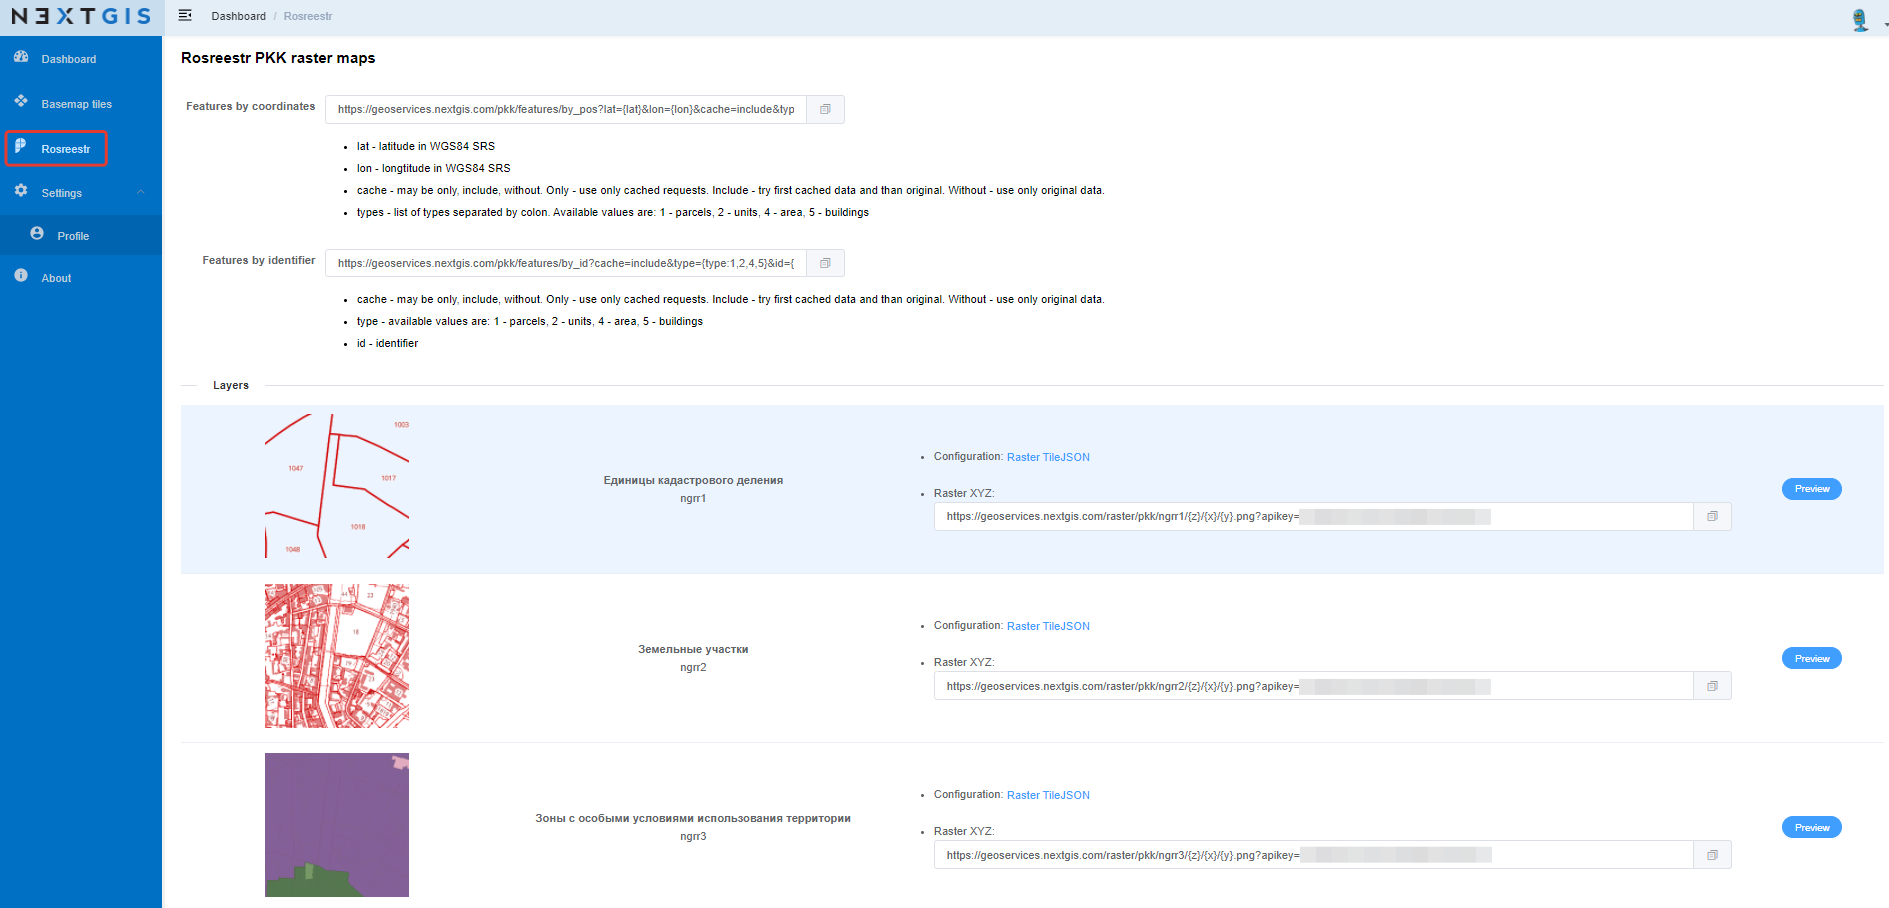 NEXTGIS
Dashboard / Rosreestr
Dashboard
Basemap tiles
Rosreestr
Settings
Profile
About
Rosreestr PKK raster maps
Features by coordinates
https://geoservices.nextgis.com/pkk/features/by_pos?lat={lat}&lon={lon}&cache=include&typ
lat - latitude in WGS84 SRS
lon - longtitude in WGS84 SRS
cache - may be only, include, without. Only - use only cached requests. Include - try first cached data and than original. Without - use only original data.
types - list of types separated by colon. Available values are: 1 - parcels, 2 - units, 4 - area, 5 - buildings
Features by identifier
https://geoservices.nextgis.com/pkk/features/by_id?cache=include&type={type:1,2,4,5}&id={
cache - may be only, include, without. Only - use only cached requests. Include - try first cached data and than original. Without - use only original data.
type - available values are: 1 - parcels, 2 - units, 4 - area, 5 - buildings
id - identifier
Layers
1003
1047
1017
1018
1048
Единицы кадастрового деления
ngrr1
Configuration: Raster TileJSON
Raster XYZ:
https://geoservices.nextgis.com/raster/pkk/ngrr1/{z}/{x}/{y}.png?apikey=
Preview
44
23
18
19
Земельные участки
ngrr2
Configuration: Raster TileJSON
Raster XYZ:
https://geoservices.nextgis.com/raster/pkk/ngrr2/{z}/{x}/{y}.png?apikey=
Preview
Зоны с особыми условиями использования территории
ngrr3
Configuration: Raster TileJSON
Raster XYZ:
https://geoservices.nextgis.com/raster/pkk/ngrr3/{z}/{x}/{y}.png?apikey=
Preview